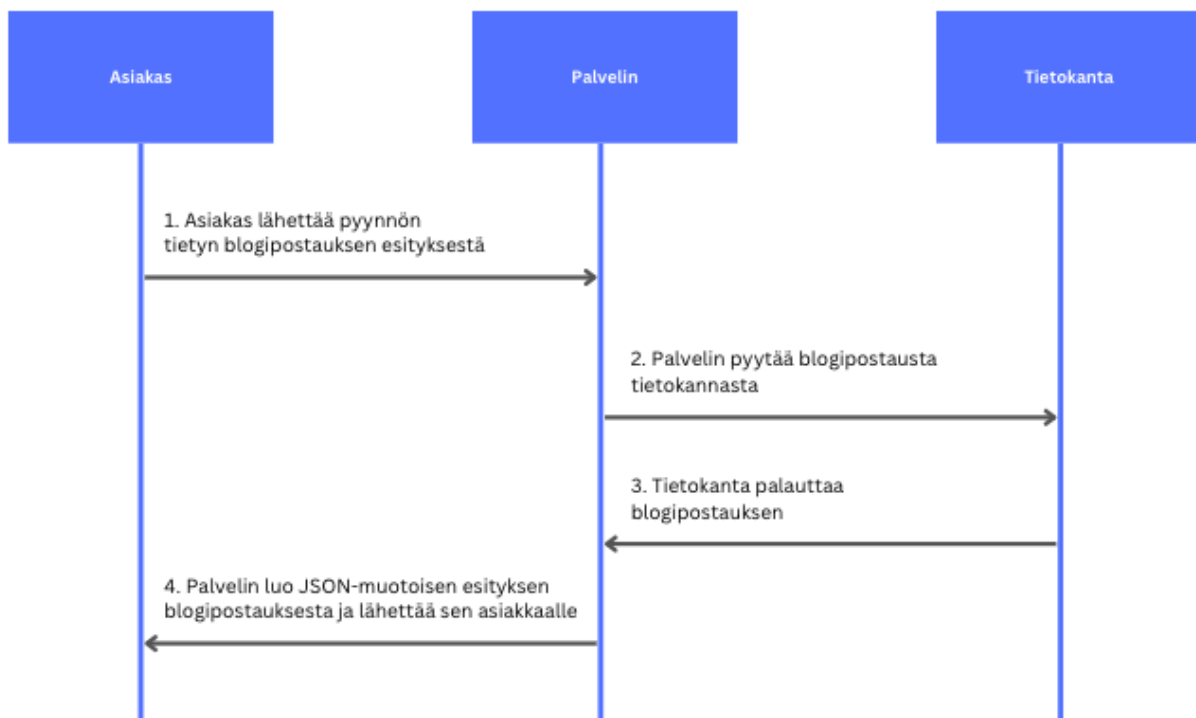 Asiakas
Palvelin
Tietokanta
1. Asiakas lähettää pyynnön
tietyn blogipostauksen esityksestä
2. Palvelin pyytää blogipostausta
tietokannasta
3. Tietokanta palauttaa
blogipostauksen
4. Palvelin luo JSON-muotoisen esityksen
blogipostauksesta ja lähettää sen asiakkaalle